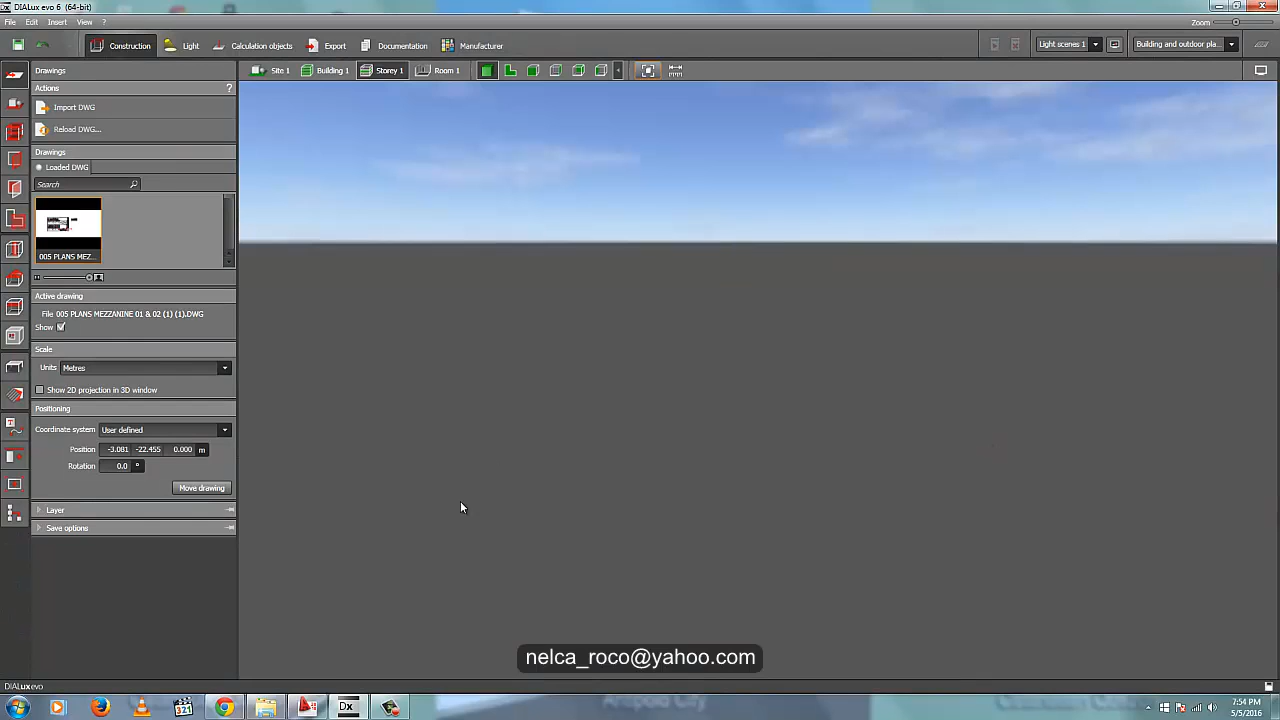 DIALux evo 6 (64-bit)
File Edit Insert View ?
Zoom
Construction Light Calculation objects Export Documentation Manufacturer
Light scenes 1 Building and outdoor pla...
Drawings Site 1 Building 1 Storey 1 Room 1
Actions ?
Import DWG
Reload DWG...
Drawings
Loaded DWG
Search
005 PLANS MEZ...
Active drawing
File 005 PLANS MEZZANINE 01 & 02 (1) (1).DWG
Show
Scale
Units Metres
Show 2D projection in 3D window
Positioning
Coordinate system User defined
Position -3.081 -22.455 0.000 m
Rotation 0.0 °
Move drawing
Layer
Save options
nelca_roco@yahoo.com
DIALux evo
Dx
7:54 PM
5/5/2016